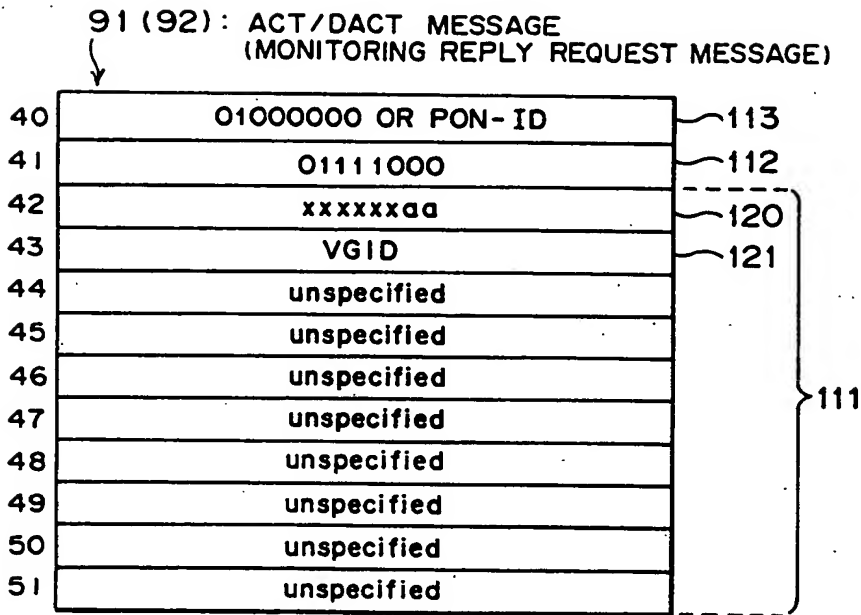 91(92): ACT/DACT MESSAGE
(MONITORING REPLY REQUEST MESSAGE)
40 01000000 OR PON-ID 113
41 01111000 112
42 xxxxxxaa 120
43 VGID 121
44 unspecified
45 unspecified
46 unspecified
47 unspecified 111
48 unspecified
49 unspecified
50 unspecified
51 unspecified